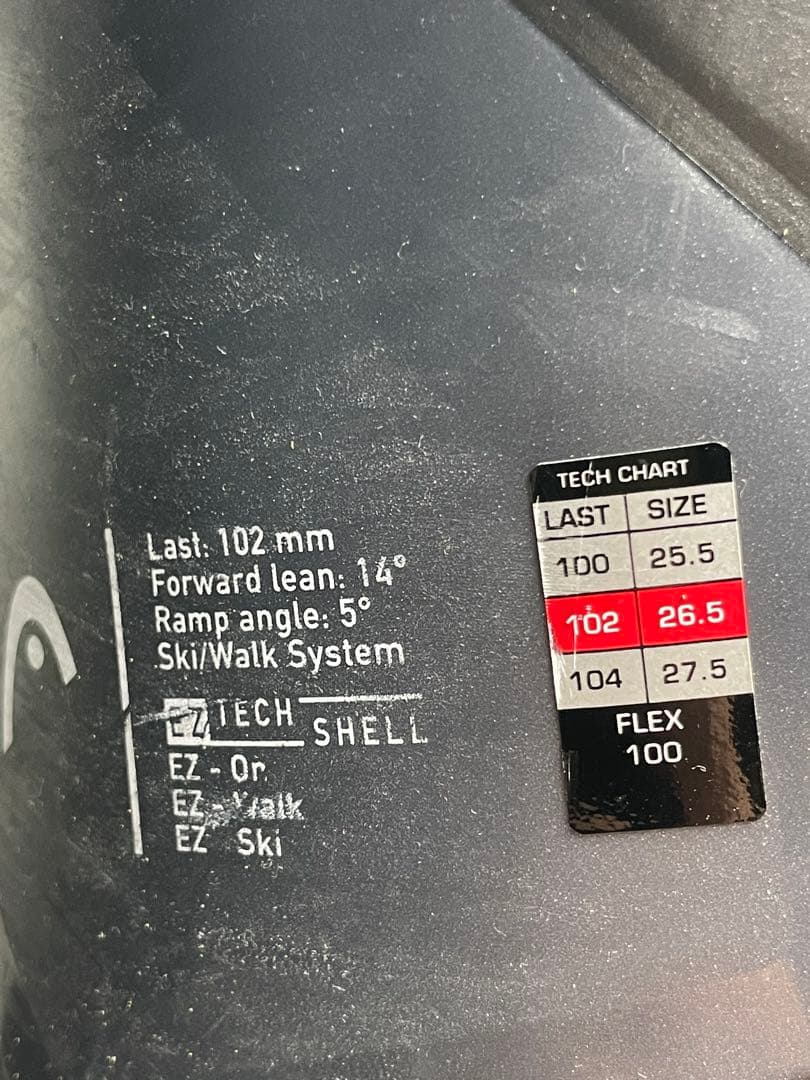 Last: 102 mm
Forward lean: 14°
Ramp angle: 5°
Ski/Walk System
EZ TECH
SHELL
EZ - On
EZ - Walk
EZ Ski
TECH CHART
LAST SIZE
100 25.5
102 26.5
104 27.5
FLEX
100